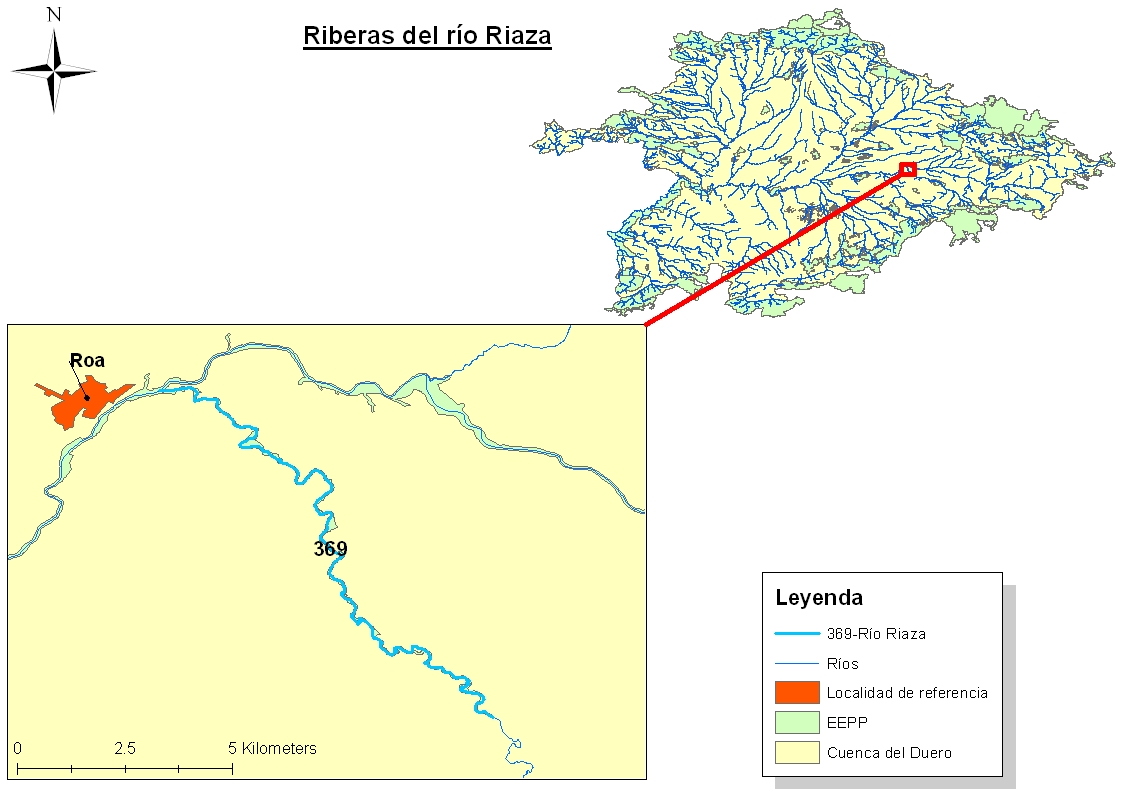 N
Riberas del río Riaza
Roa
369
0 2.5 5 Kilometers
Leyenda
369-Río Riaza
Ríos
Localidad de referencia
EEPP
Cuenca del Duero